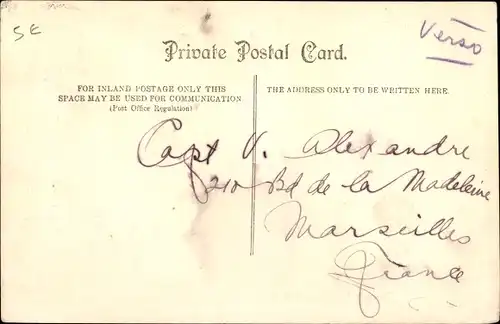 5E
Verso
Private Postal Card.
FOR INLAND POSTAGE ONLY THIS
SPACE MAY BE USED FOR COMMUNICATION
(Post Office Regulation)
THE ADDRESS ONLY TO BE WRITTEN HERE.
Capt V. Alexandre
210 Bd de la Madeleine
Marseilles
France